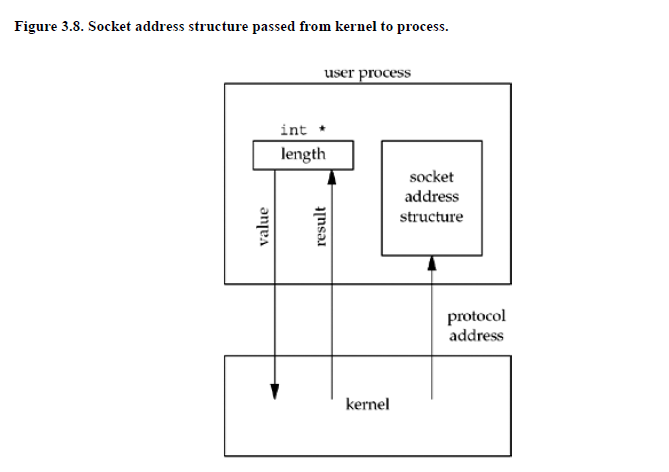 Figure 3.8. Socket address structure passed from kernel to process.
user process
int *
length
socket
address
structure
value
result
protocol
address
kernel